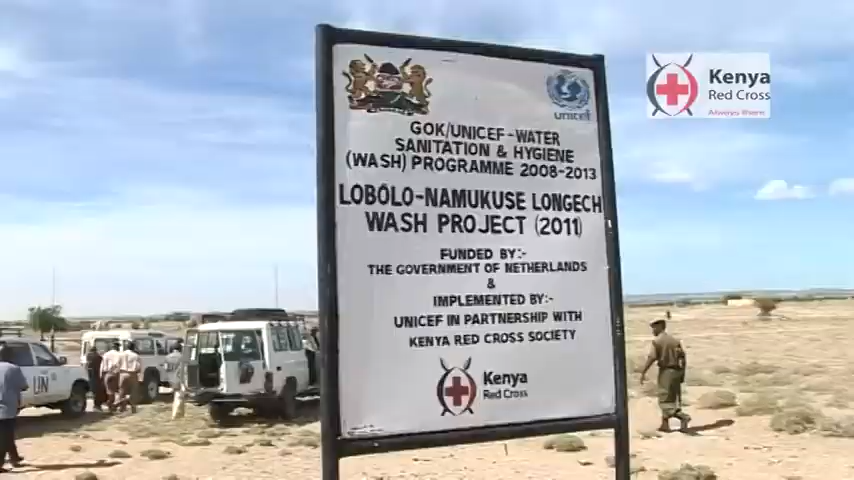 Kenya
Red Cross
Always there.
unicef
GOK/UNICEF-WATER
SANITATION & HYGIENE
(WASH) PROGRAMME 2008-2013
LOBOLO-NAMUKUSE LONGECH
WASH PROJECT (2011)
FUNDED BY:-
THE GOVERNMENT OF NETHERLANDS
&
IMPLEMENTED BY:-
UNICEF IN PARTNERSHIP WITH
KENYA RED CROSS SOCIETY
Kenya
Red Cross
UN